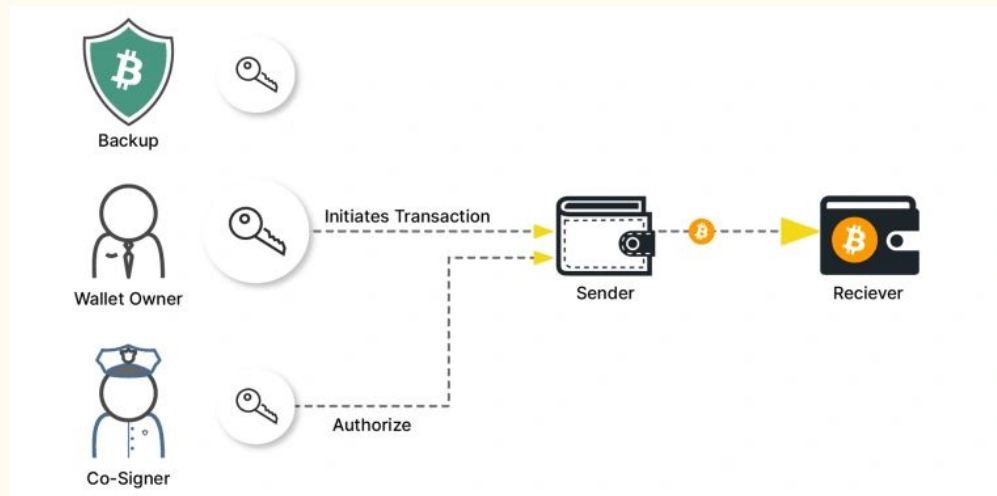 Backup
Initiates Transaction
Wallet Owner
Sender
Reciever
Authorize
Co-Signer